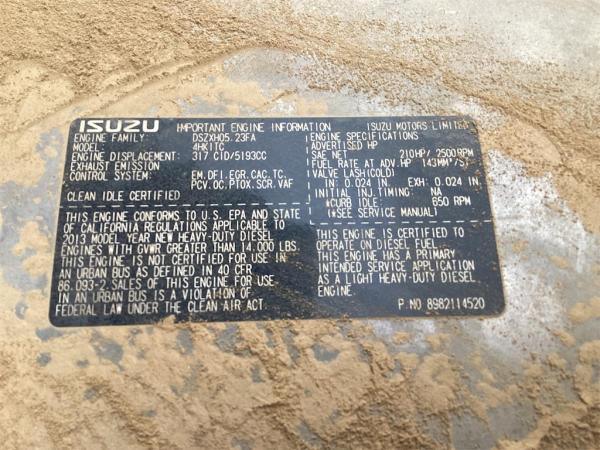 ISUZU IMPORTANT ENGINE INFORMATION ISUZU MOTORS LIMITED
ENGINE FAMILY: DSZXH05.23FA
MODEL: 4HK1TC
ENGINE DISPLACEMENT: 317 CID/5193CC
EXHAUST EMISSION
CONTROL SYSTEM: EM.DFI.EGR.CAC.TC.
PCV.OC.PTOX.SCR.VAF
CLEAN IDLE CERTIFIED
THIS ENGINE CONFORMS TO U.S. EPA AND STATE
OF CALIFORNIA REGULATIONS APPLICABLE TO
2013 MODEL YEAR NEW HEAVY-DUTY DIESEL
ENGINES WITH GVWR GREATER THAN 14.000 LBS.
THIS ENGINE IS NOT CERTIFIED FOR USE IN
AN URBAN BUS AS DEFINED IN 40 CFR
86.093-2. SALES OF THIS ENGINE FOR USE
IN AN URBAN BUS IS A VIOLATION OF
FEDERAL LAW UNDER THE CLEAN AIR ACT.
ENGINE SPECIFICATIONS
ADVERTISED HP
SAE NET 210HP/ 2500RPM
FUEL RATE AT ADV.HP 143MM³/ST
VALVE LASH(COLD)
IN: 0.024 IN EXH: 0.024 IN
INITIAL INJ.TIMING: NA
*CURB IDLE: 650 RPM
(*SEE SERVICE MANUAL)
THIS ENGINE IS CERTIFIED TO
OPERATE ON DIESEL FUEL.
THIS ENGINE HAS A PRIMARY
INTENDED SERVICE APPLICATION
AS A LIGHT HEAVY-DUTY DIESEL
ENGINE.
P.NO 8982114520